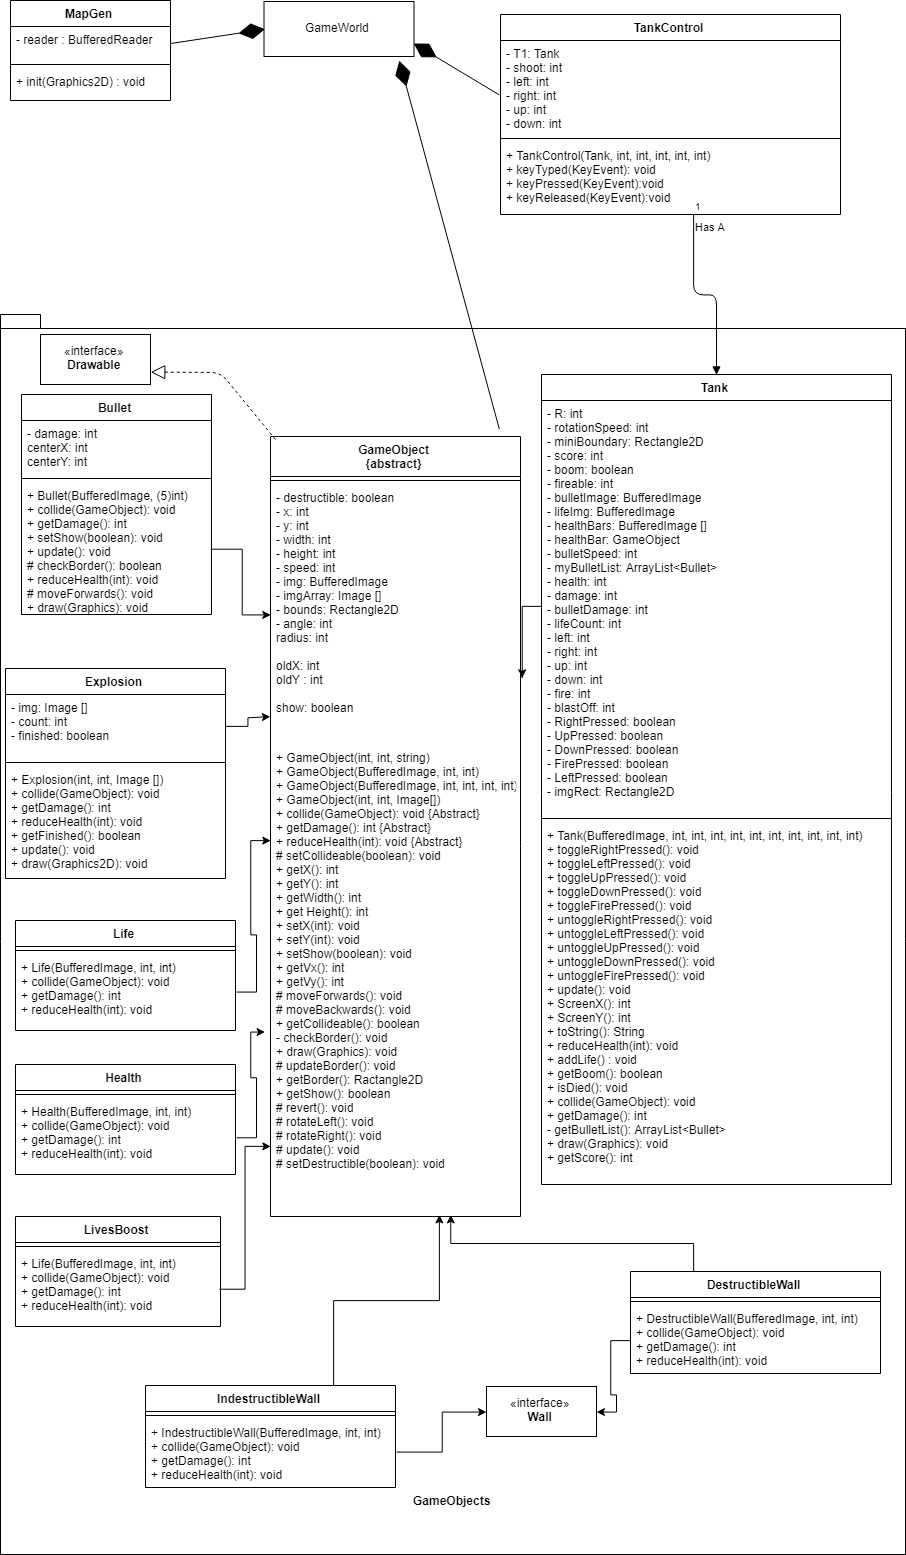 MapGen
- reader : BufferedReader
+ init(Graphics2D) : void
GameWorld
TankControl
- T1: Tank
- shoot: int
- left: int
- right: int
- up: int
- down: int
+ TankControl(Tank, int, int, int, int, int)
+ keyTyped(KeyEvent): void
+ keyPressed(KeyEvent):void
+ keyReleased(KeyEvent):void
1
Has A
«interface»
Drawable
Bullet
- damage: int
centerX: int
centerY: int
+ Bullet(BufferedImage, (5)int)
+ collide(GameObject): void
+ getDamage(): int
+ setShow(boolean): void
+ update(): void
# checkBorder(): boolean
+ reduceHealth(int): void
# moveForwards(): void
+ draw(Graphics): void
Explosion
- img: Image []
- count: int
- finished: boolean
+ Explosion(int, int, Image [])
+ collide(GameObject): void
+ getDamage(): int
+ reduceHealth(int): void
+ getFinished(): boolean
+ update(): void
+ draw(Graphics2D): void
Life
+ Life(BufferedImage, int, int)
+ collide(GameObject): void
+ getDamage(): int
+ reduceHealth(int): void
Health
+ Health(BufferedImage, int, int)
+ collide(GameObject): void
+ getDamage(): int
+ reduceHealth(int): void
LivesBoost
+ Life(BufferedImage, int, int)
+ collide(GameObject): void
+ getDamage(): int
+ reduceHealth(int): void
GameObject
{abstract}
- destructible: boolean
- x: int
- y: int
- width: int
- height: int
- speed: int
- img: BufferedImage
- imgArray: Image []
- bounds: Rectangle2D
- angle: int
radius: int
oldX: int
oldY : int
show: boolean
+ GameObject(int, int, string)
+ GameObject(BufferedImage, int, int)
+ GameObject(BufferedImage, int, int, int, int)
+ GameObject(int, int, Image[])
+ collide(GameObject): void {Abstract}
+ getDamage(): int {Abstract}
+ reduceHealth(int): void {Abstract}
# setCollideable(boolean): void
+ getX(): int
+ getY(): int
+ getWidth(): int
+ get Height(): int
+ setX(int): void
+ setY(int): void
+ setShow(boolean): void
+ getVx(): int
+ getVy(): int
# moveForwards(): void
# moveBackwards(): void
+ getCollideable(): boolean
- checkBorder(): void
+ draw(Graphics): void
# updateBorder(): void
+ getBorder(): Ractangle2D
+ getShow(): boolean
# revert(): void
# rotateLeft(): void
# rotateRight(): void
# update(): void
# setDestructible(boolean): void
Tank
- R: int
- rotationSpeed: int
- miniBoundary: Rectangle2D
- score: int
- boom: boolean
- fireable: int
- bulletImage: BufferedImage
- lifeImg: BufferedImage
- healthBars: BufferedImage []
- healthBar: GameObject
- bulletSpeed: int
- myBulletList: ArrayList<Bullet>
- health: int
- damage: int
- bulletDamage: int
- lifeCount: int
- left: int
- right: int
- up: int
- down: int
- fire: int
- blastOff: int
- RightPressed: boolean
- UpPressed: boolean
- DownPressed: boolean
- FirePressed: boolean
- LeftPressed: boolean
- imgRect: Rectangle2D
+ Tank(BufferedImage, int, int, int, int, int, int, int, int, int, int)
+ toggleRightPressed(): void
+ toggleLeftPressed(): void
+ toggleUpPressed(): void
+ toggleDownPressed(): void
+ toggleFirePressed(): void
+ untoggleRightPressed(): void
+ untoggleLeftPressed(): void
+ untoggleUpPressed(): void
+ untoggleDownPressed(): void
+ untoggleFirePressed(): void
+ update(): void
+ ScreenX(): int
+ ScreenY(): int
+ toString(): String
+ reduceHealth(int): void
+ addLife() : void
+ getBoom(): boolean
+ isDied(): void
+ collide(GameObject): void
+ getDamage(): int
- getBulletList(): ArrayList<Bullet>
+ draw(Graphics): void
+ getScore(): int
DestructibleWall
+ DestructibleWall(BufferedImage, int, int)
+ collide(GameObject): void
+ getDamage(): int
+ reduceHealth(int): void
IndestructibleWall
+ IndestructibleWall(BufferedImage, int, int)
+ collide(GameObject): void
+ getDamage(): int
+ reduceHealth(int): void
«interface»
Wall
GameObjects